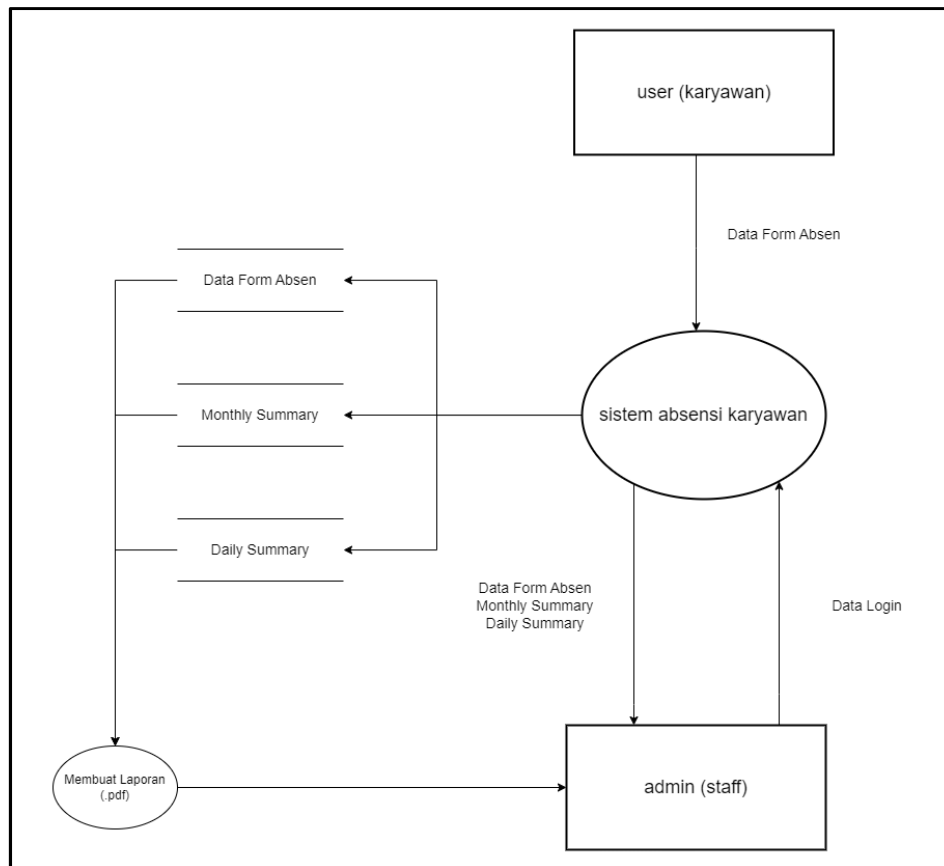 user (karyawan)
Data Form Absen
Data Form Absen
Monthly Summary
sistem absensi karyawan
Daily Summary
Data Form Absen
Monthly Summary
Daily Summary
Data Login
Membuat Laporan
(.pdf)
admin (staff)